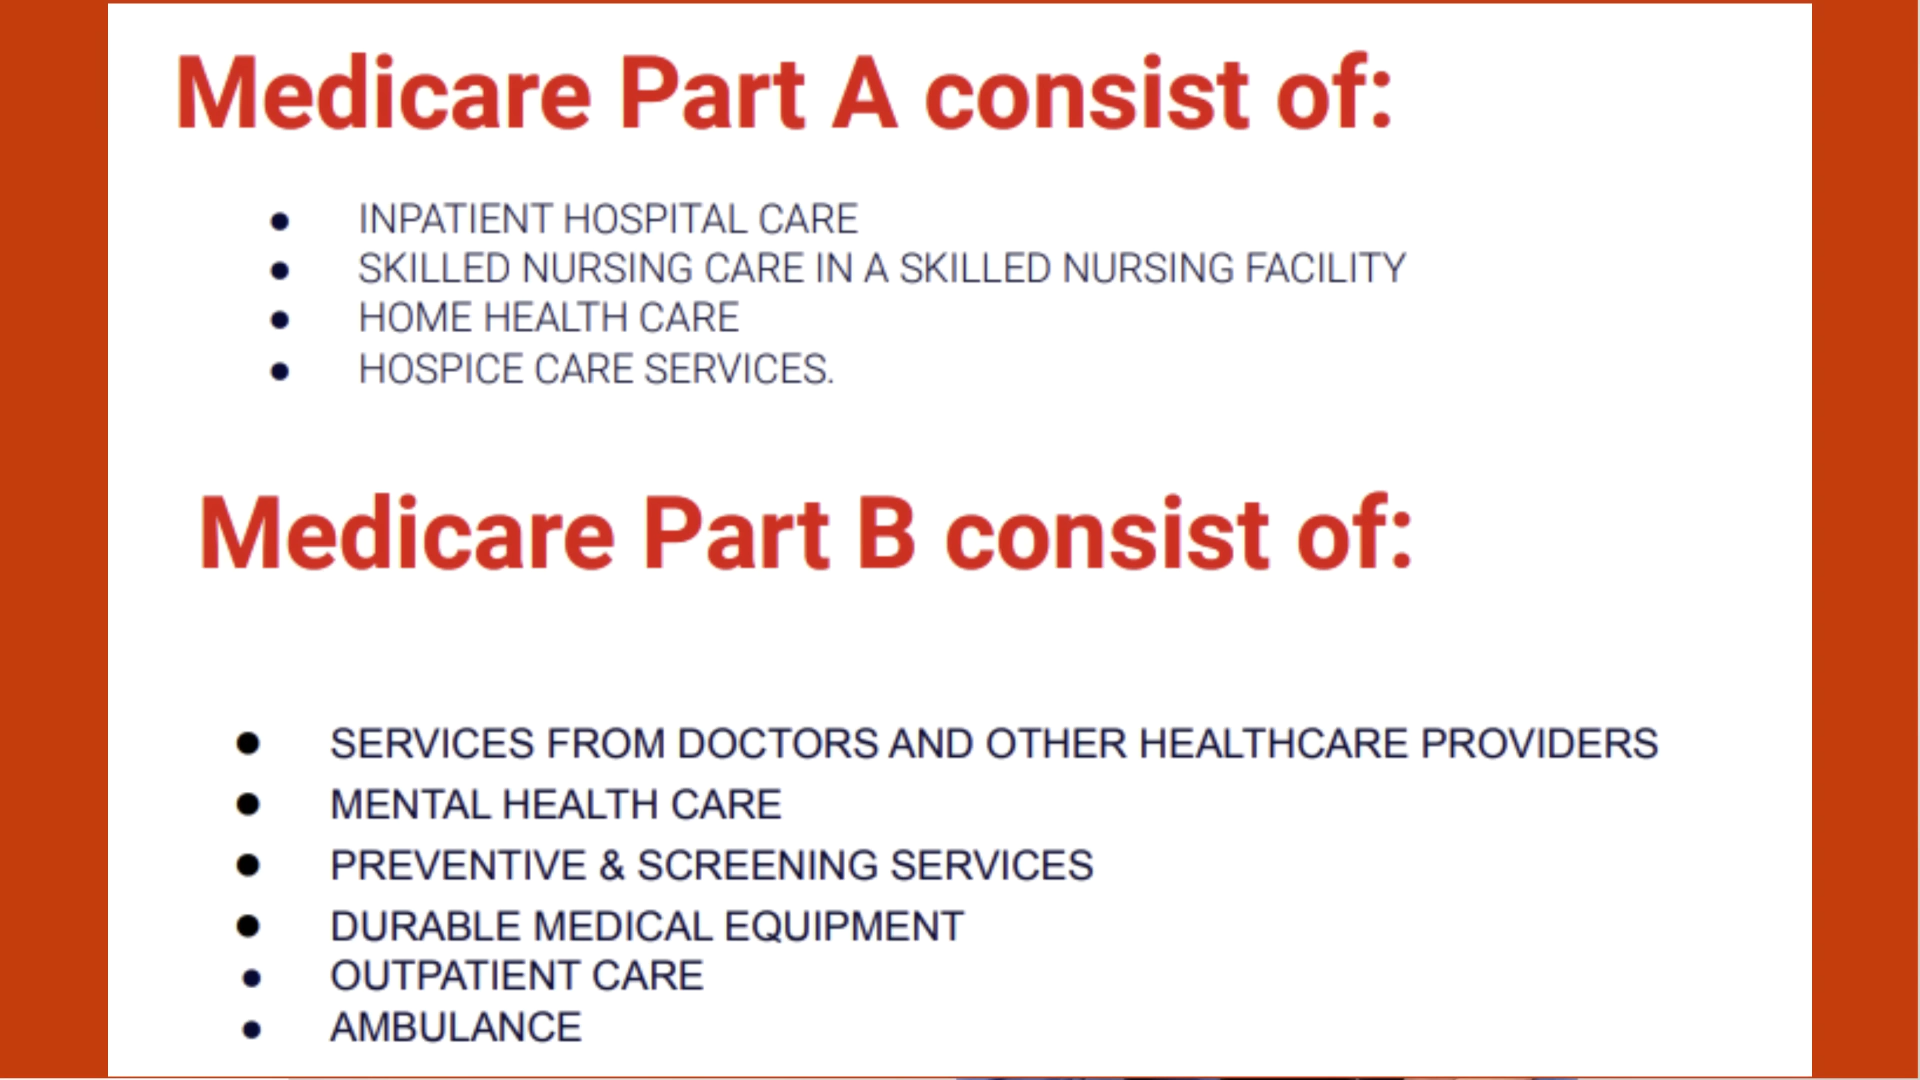 Medicare Part A consist of:
● INPATIENT HOSPITAL CARE
● SKILLED NURSING CARE IN A SKILLED NURSING FACILITY
● HOME HEALTH CARE
● HOSPICE CARE SERVICES.
Medicare Part B consist of:
● SERVICES FROM DOCTORS AND OTHER HEALTHCARE PROVIDERS
● MENTAL HEALTH CARE
● PREVENTIVE & SCREENING SERVICES
● DURABLE MEDICAL EQUIPMENT
● OUTPATIENT CARE
● AMBULANCE